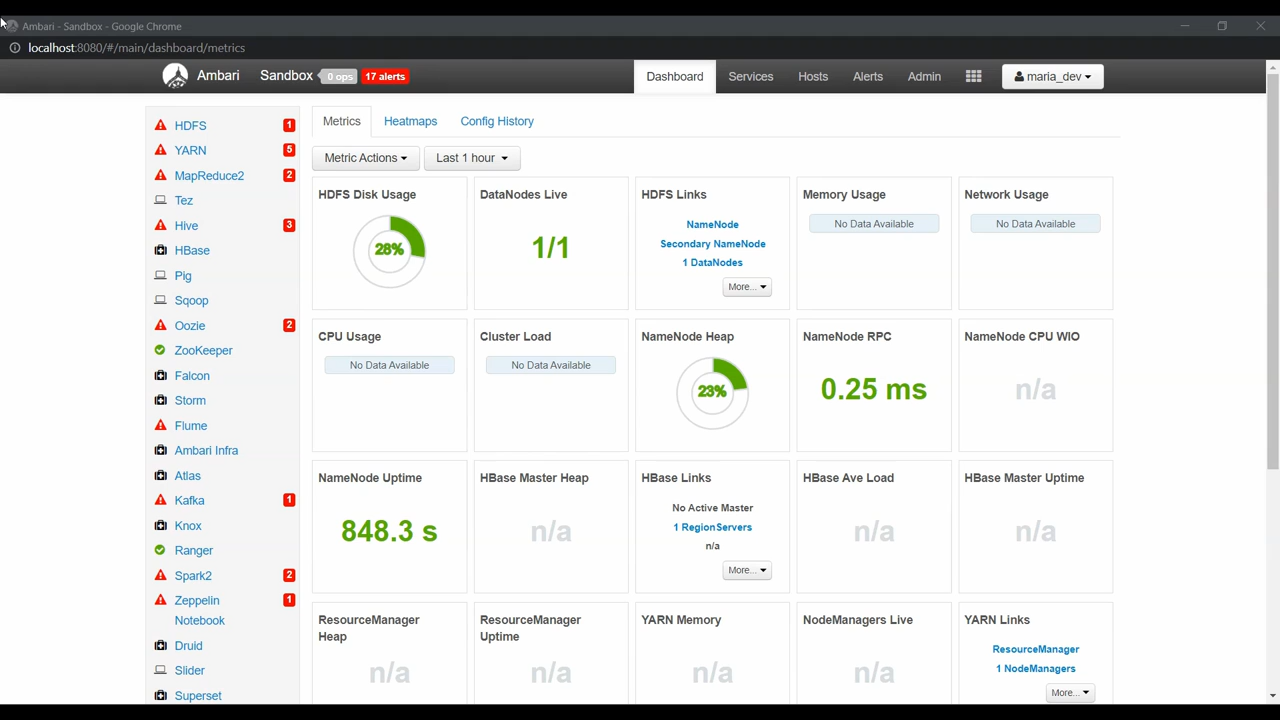 Ambari - Sandbox - Google Chrome
localhost:8080/#/main/dashboard/metrics
Ambari Sandbox 0 ops 17 alerts Dashboard Services Hosts Alerts Admin maria_dev
HDFS 1
YARN 5
MapReduce2 2
Tez
Hive 3
HBase
Pig
Sqoop
Oozie 2
ZooKeeper
Falcon
Storm
Flume
Ambari Infra
Atlas
Kafka 1
Knox
Ranger
Spark2 2
Zeppelin 1
Notebook
Druid
Slider
Superset
Metrics Heatmaps Config History
Metric Actions Last 1 hour
HDFS Disk Usage
28%
DataNodes Live
1/1
HDFS Links
NameNode
Secondary NameNode
1 DataNodes
More...
Memory Usage
No Data Available
Network Usage
No Data Available
CPU Usage
No Data Available
Cluster Load
No Data Available
NameNode Heap
23%
NameNode RPC
0.25 ms
NameNode CPU WIO
n/a
NameNode Uptime
848.3 s
HBase Master Heap
n/a
HBase Links
No Active Master
1 RegionServers
n/a
More...
HBase Ave Load
n/a
HBase Master Uptime
n/a
ResourceManager
Heap
n/a
ResourceManager
Uptime
n/a
YARN Memory
n/a
NodeManagers Live
n/a
YARN Links
ResourceManager
1 NodeManagers
More...